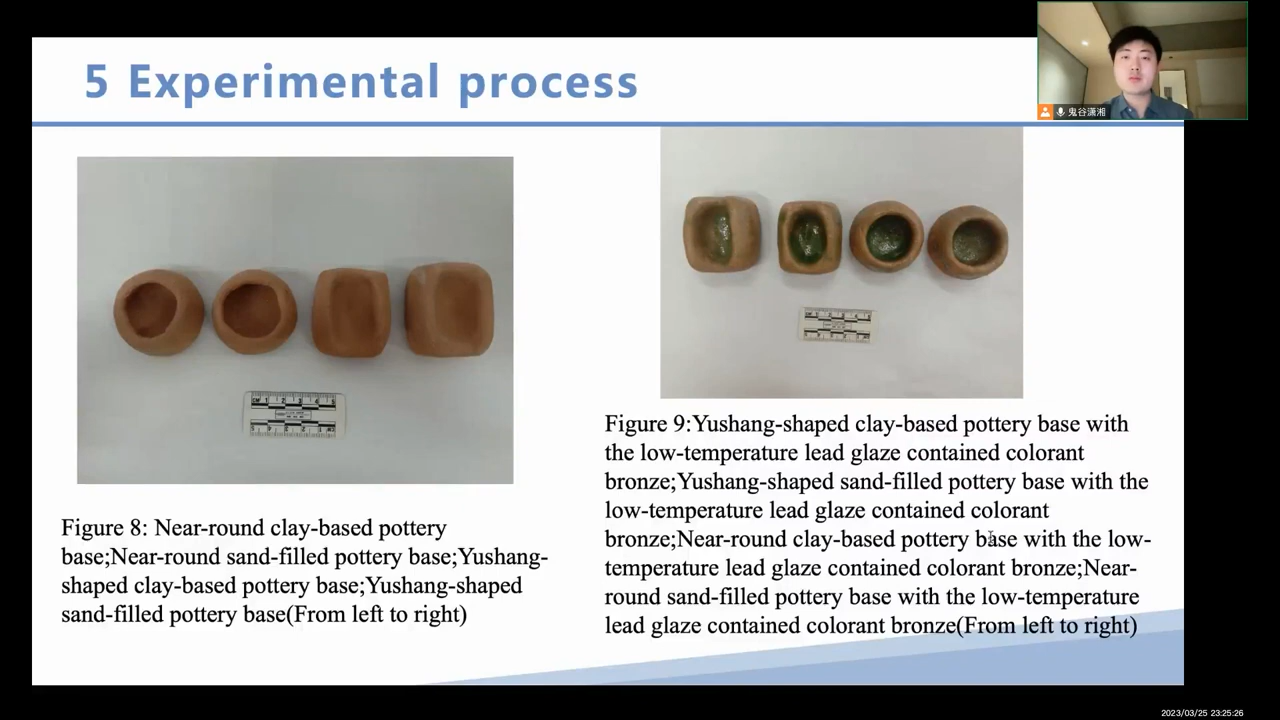 5 Experimental process
鬼谷潇湘
Figure 8: Near-round clay-based pottery
base;Near-round sand-filled pottery base;Yushang-
shaped clay-based pottery base;Yushang-shaped
sand-filled pottery base(From left to right)
Figure 9:Yushang-shaped clay-based pottery base with
the low-temperature lead glaze contained colorant
bronze;Yushang-shaped sand-filled pottery base with the
low-temperature lead glaze contained colorant
bronze;Near-round clay-based pottery base with the low-
temperature lead glaze contained colorant bronze;Near-
round sand-filled pottery base with the low-temperature
lead glaze contained colorant bronze(From left to right)
2023/03/25 23:25:26